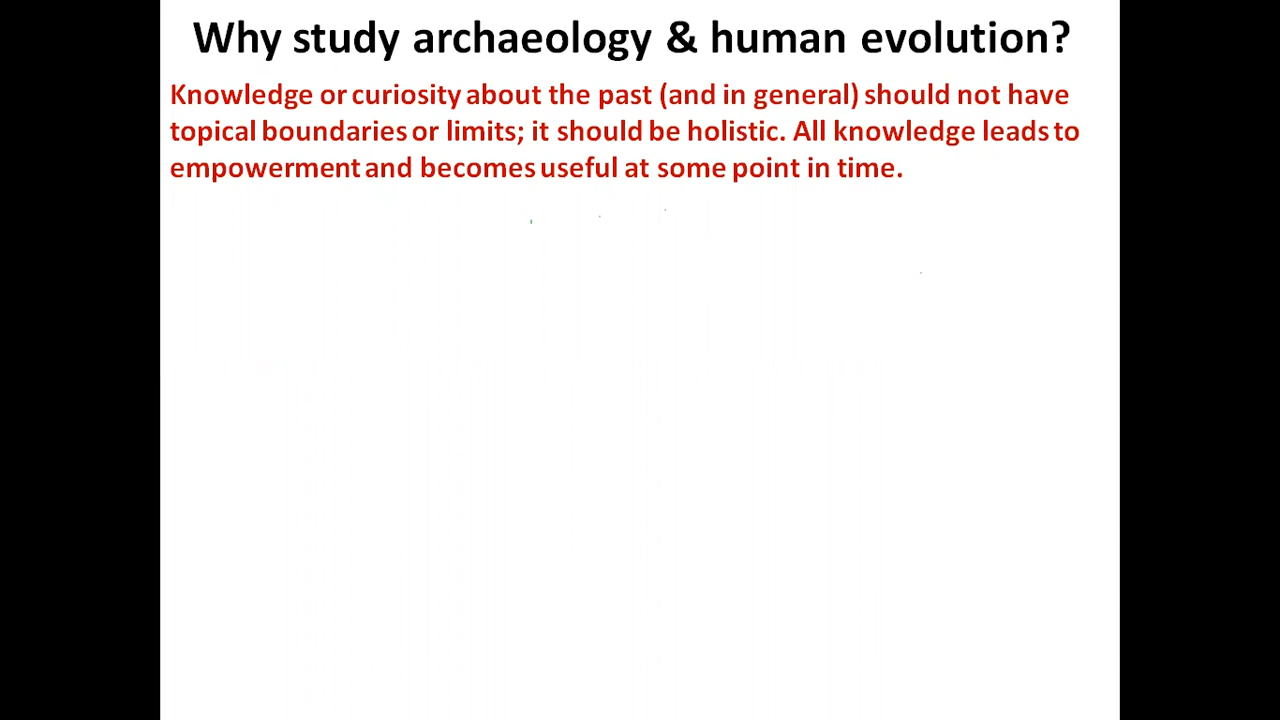 Why study archaeology & human evolution?
Knowledge or curiosity about the past (and in general) should not have
topical boundaries or limits; it should be holistic. All knowledge leads to
empowerment and becomes useful at some point in time.